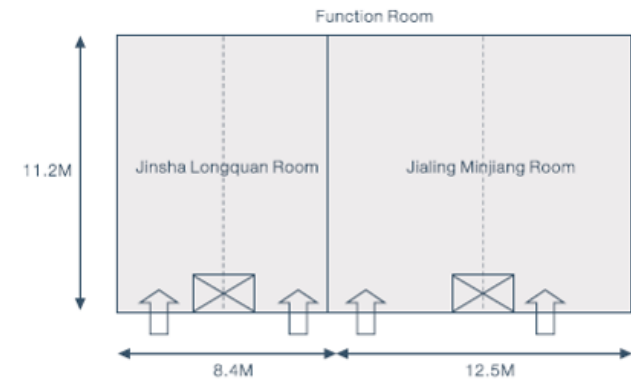 Function Room
11.2M
Jinsha Longquan Room
Jialing Minjiang Room
8.4M
12.5M